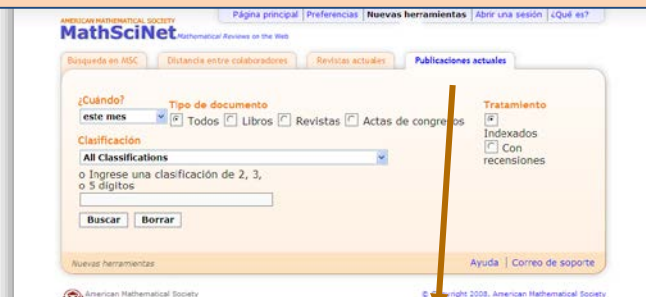 AMERICAN MATHEMATICAL SOCIETY
Página principal | Preferencias | Nuevas herramientas | Abrir una sesión | ¿Qué es?
MathSciNet Mathematical Reviews on the Web
Búsqueda en MSC
Distancia entre colaboradores
Revistas actuales
Publicaciones actuales
¿Cuándo?
Tipo de documento
Tratamiento
este mes
Todos Libros Revistas Actas de congresos
Indexados
Con
recensiones
Clasificación
All Classifications
o Ingrese una clasificación de 2, 3,
o 5 dígitos
Buscar Borrar
Nuevas herramientas
Ayuda | Correo de soporte
American Mathematical Society
© Copyright 2008, American Mathematical Society